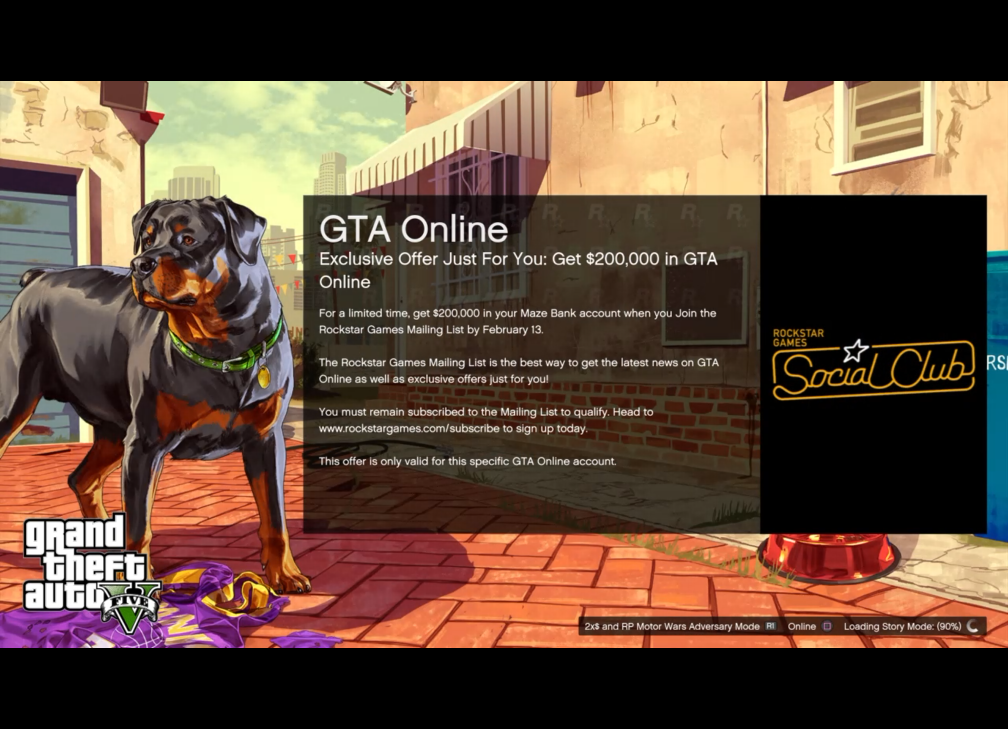 GTA Online
Exclusive Offer Just For You: Get $200,000 in GTA
Online
For a limited time, get $200,000 in your Maze Bank account when you Join the
Rockstar Games Mailing List by February 13.
The Rockstar Games Mailing List is the best way to get the latest news on GTA
Online as well as exclusive offers just for you!
You must remain subscribed to the Mailing List to qualify. Head to
www.rockstargames.com/subscribe to sign up today.
This offer is only valid for this specific GTA Online account.
ROCKSTAR
GAMES
Social Club
grand
theft
auto
FIVE
2x$ and RP Motor Wars Adversary Mode R1 Online Loading Story Mode: (90%)